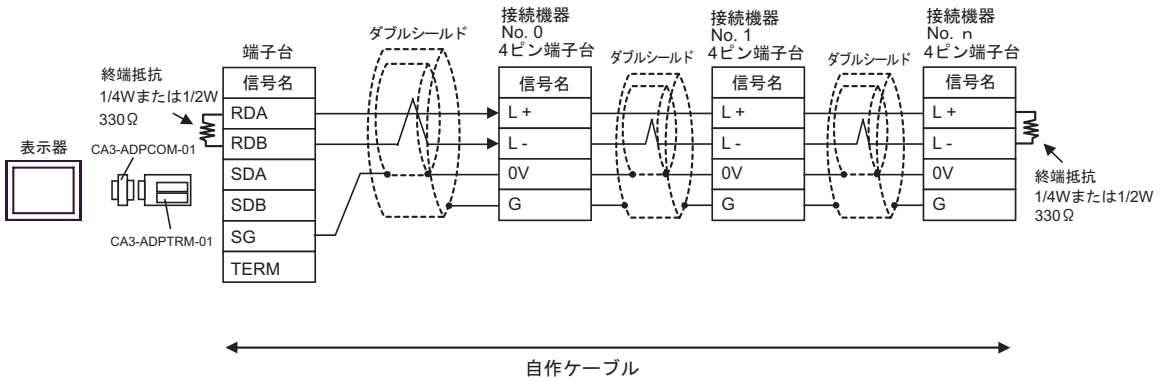 表示器
終端抵抗
1/4Wまたは1/2W
330Ω
CA3-ADPCOM-01
CA3-ADPTRM-01
端子台
信号名
RDA
RDB
SDA
SDB
SG
TERM
ダブルシールド
接続機器
No. 0
4ピン端子台
信号名
L +
L -
0V
G
ダブルシールド
接続機器
No. 1
4ピン端子台
信号名
L +
L -
0V
G
ダブルシールド
接続機器
No. n
4ピン端子台
信号名
L +
L -
0V
G
終端抵抗
1/4Wまたは1/2W
330Ω
自作ケーブル